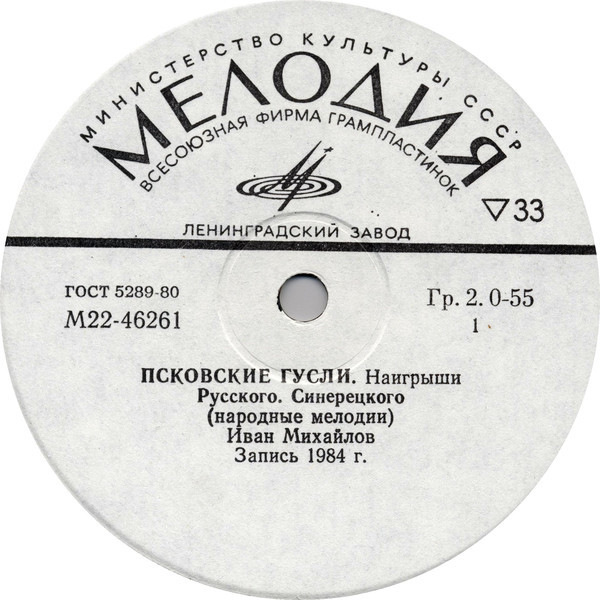 МИНИСТЕРСТВО КУЛЬТУРЫ СССР
МЕЛОДИЯ
ВСЕСОЮЗНАЯ ФИРМА ГРАМПЛАСТИНОК
▽33
ЛЕНИНГРАДСКИЙ ЗАВОД
ГОСТ 5289-80
М22-46261
Гр. 2. 0-55
1
ПСКОВСКИЕ ГУСЛИ. Наигрыши
Русского. Синерецкого
(народные мелодии)
Иван Михайлов
Запись 1984 г.